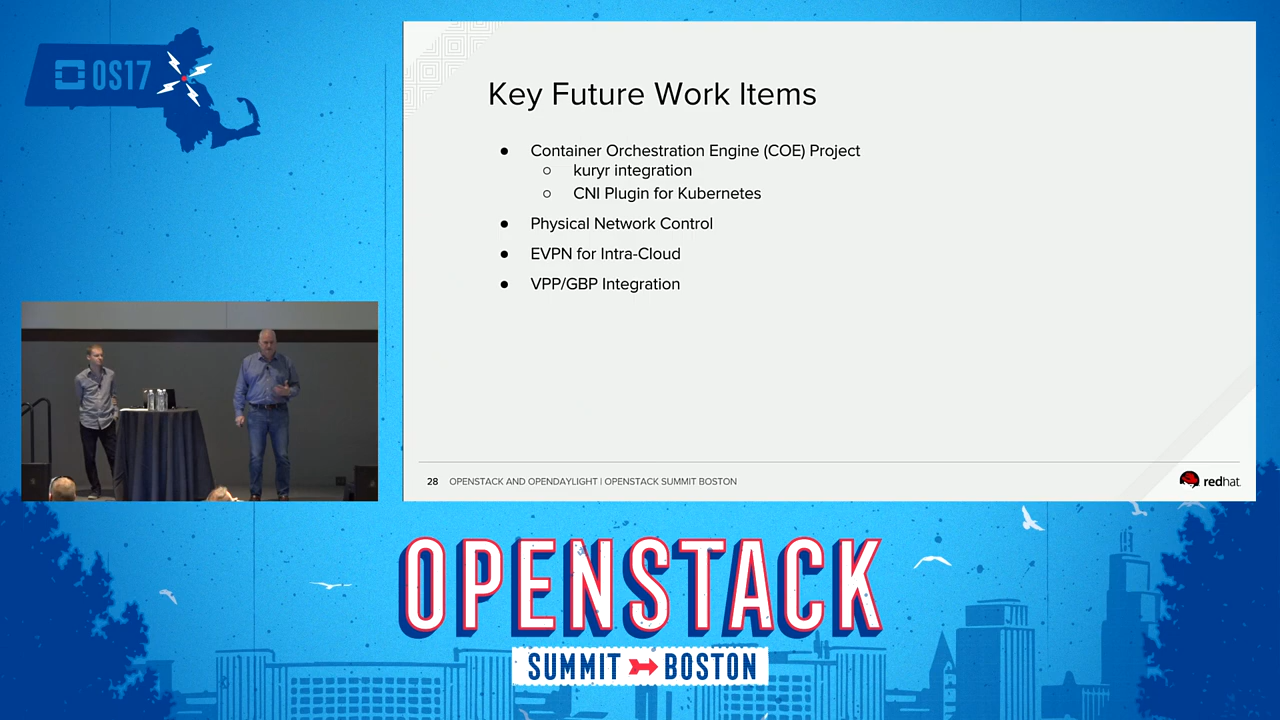 OS17
Key Future Work Items
● Container Orchestration Engine (COE) Project
○ kuryr integration
○ CNI Plugin for Kubernetes
● Physical Network Control
● EVPN for Intra-Cloud
● VPP/GBP Integration
28 OPENSTACK AND OPENDAYLIGHT | OPENSTACK SUMMIT BOSTON
redhat.
OPENSTACK
SUMMIT BOSTON